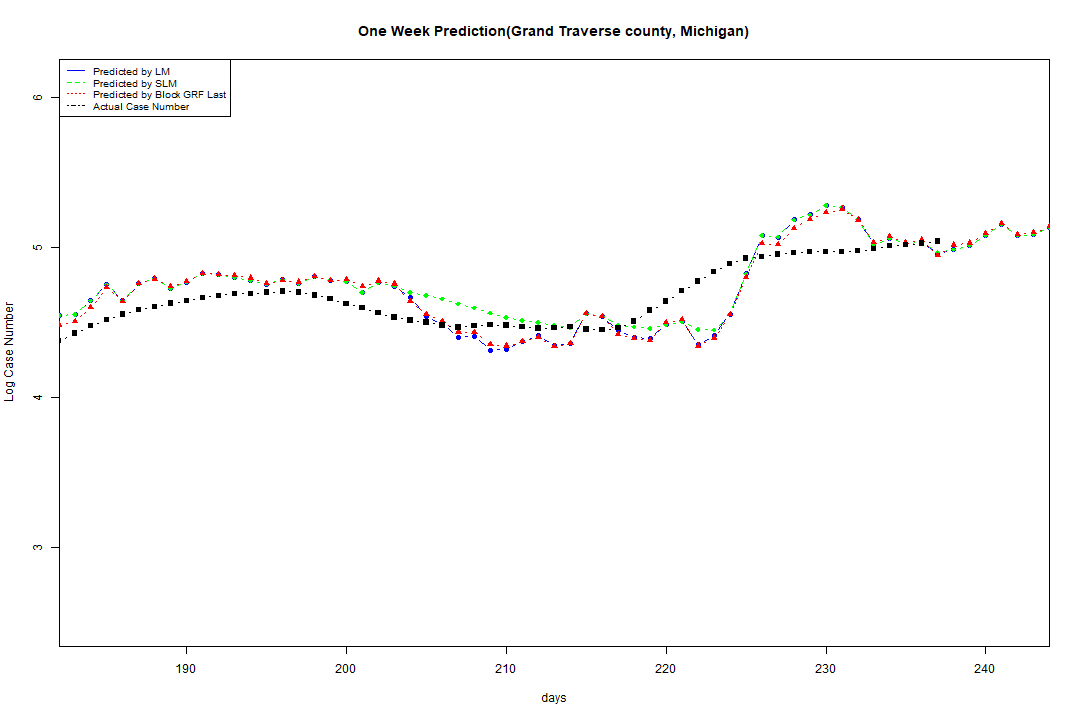 One Week Prediction(Grand Traverse county, Michigan)
Predicted by LM
Predicted by SLM
Predicted by Block GRF Last
Actual Case Number
6
5
4
3
Log Case Number
190 200 210 220 230 240
days